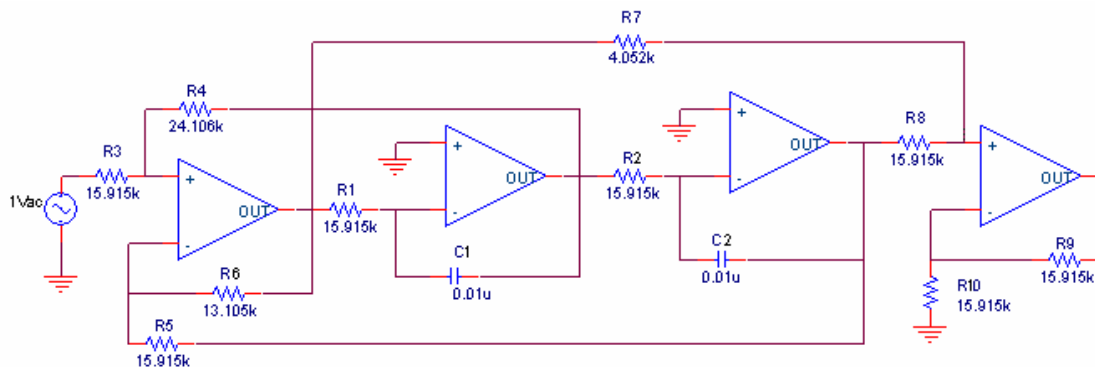 R7
4.052k
R4
24.106k
R3
15.915k
1Vac
+
-
OUT
R1
15.915k
+
-
OUT
C1
0.01u
R2
15.915k
+
-
OUT
C2
0.01u
R8
15.915k
+
-
OUT
R9
15.915k
R10
15.915k
R6
13.105k
R5
15.915k